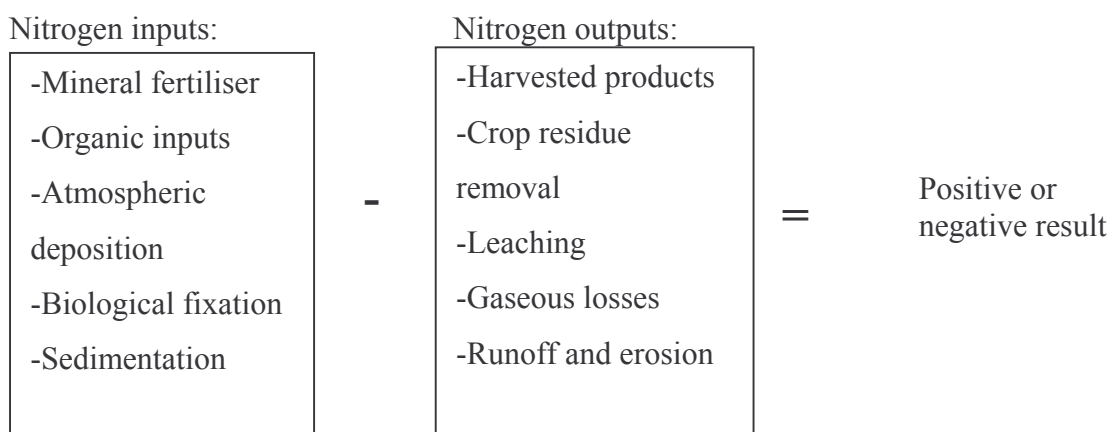 Nitrogen inputs:
-Mineral fertiliser
-Organic inputs
-Atmospheric
deposition
-Biological fixation
-Sedimentation
-
Nitrogen outputs:
-Harvested products
-Crop residue
removal
-Leaching
-Gaseous losses
-Runoff and erosion
=
Positive or
negative result